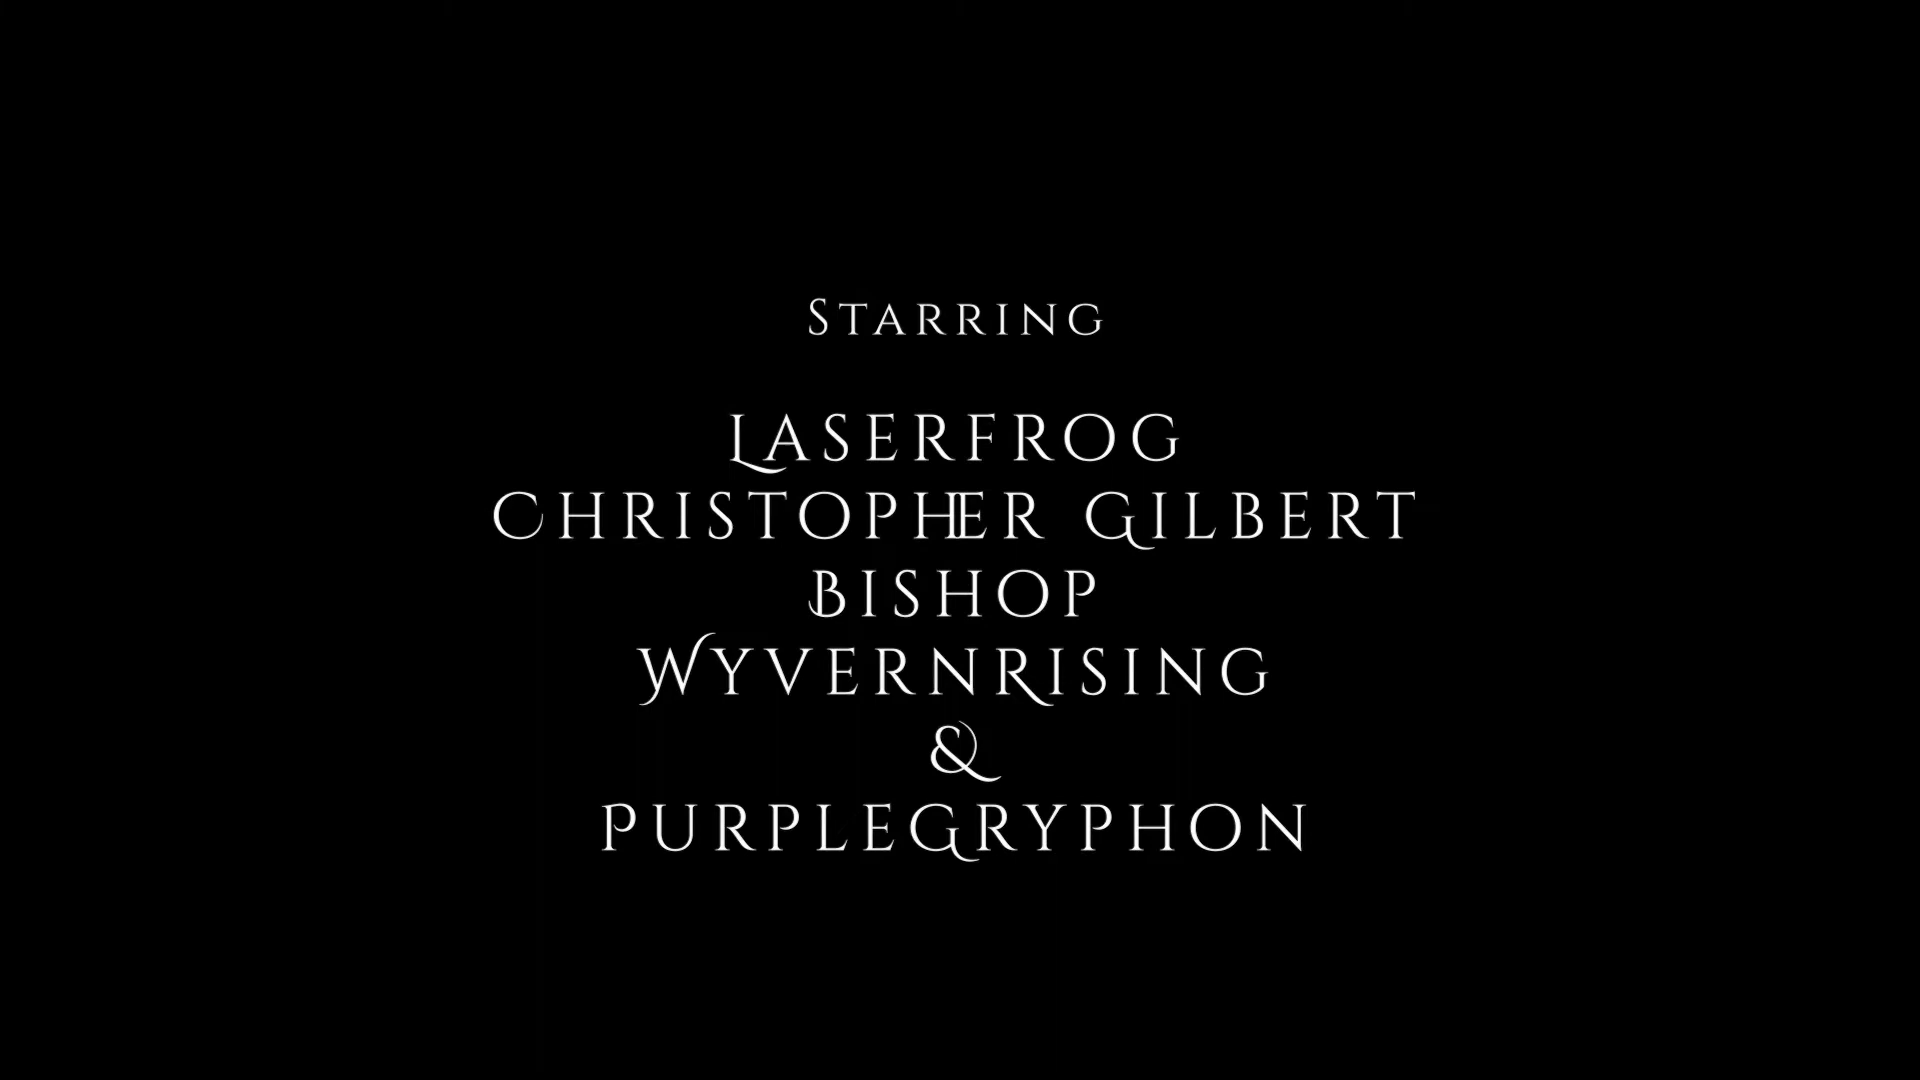 Starring
Laserfrog
Christopher Gilbert
Bishop
WyvernRising
&
PurpleGryphon